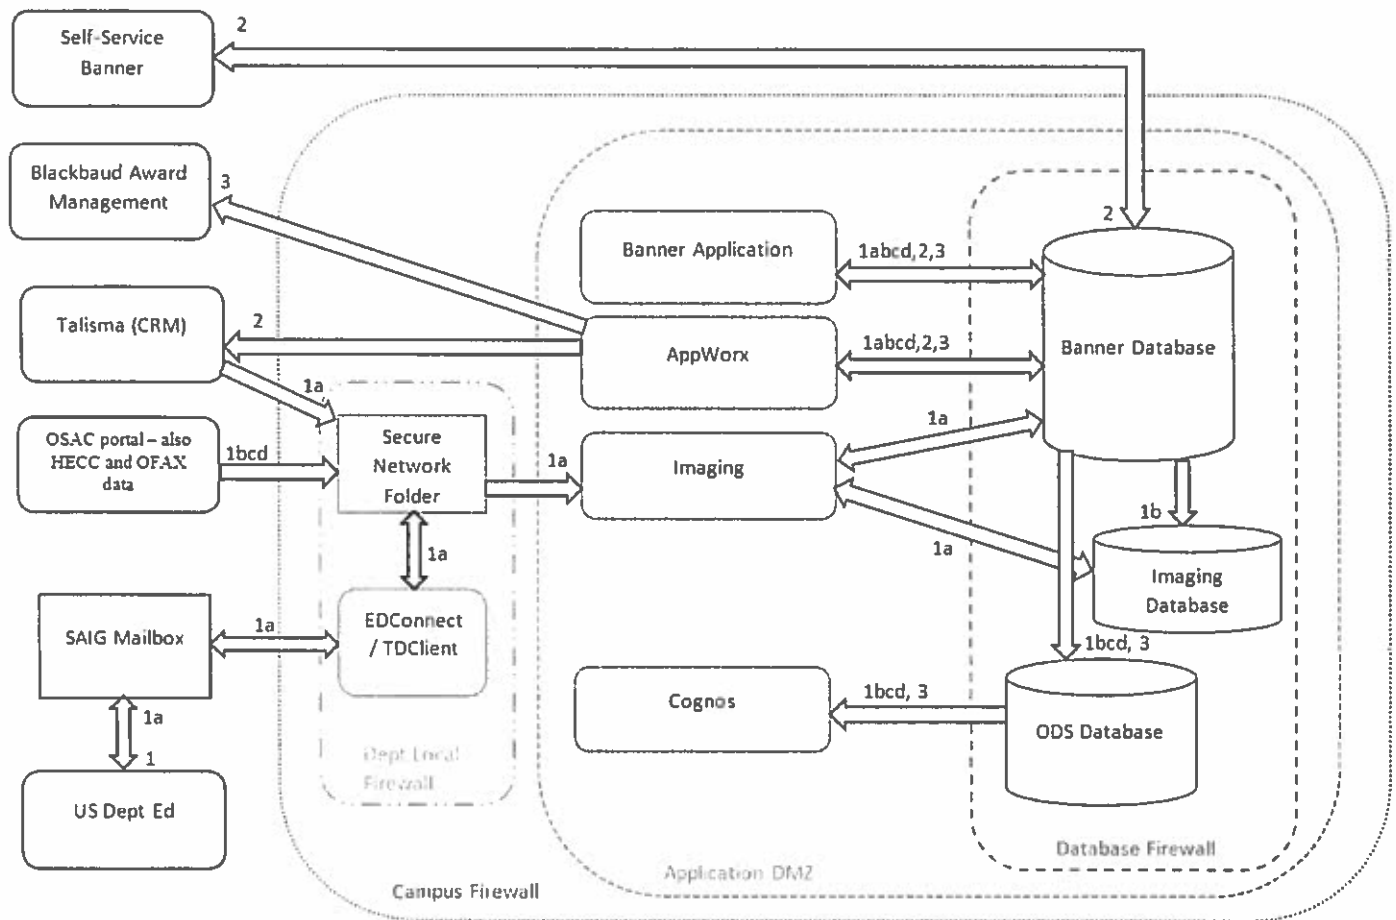 Self-Service
Banner
2
Blackbaud Award
Management
3
2
Banner Application
1abcd,2,3
Talisma (CRM)
2
AppWorx
1abcd,2,3
Banner Database
1a
OSAC portal – also
HECC and OFAX
data
1bcd
Secure
Network
Folder
1a
Imaging
1a
1a
1b
1a
Imaging
Database
SAIG Mailbox
1a
EDConnect
/ TDClient
1bcd, 3
Cognos
1bcd, 3
ODS Database
1a
1
US Dept Ed
Dept Local
Firewall
Database Firewall
Application DMZ
Campus Firewall